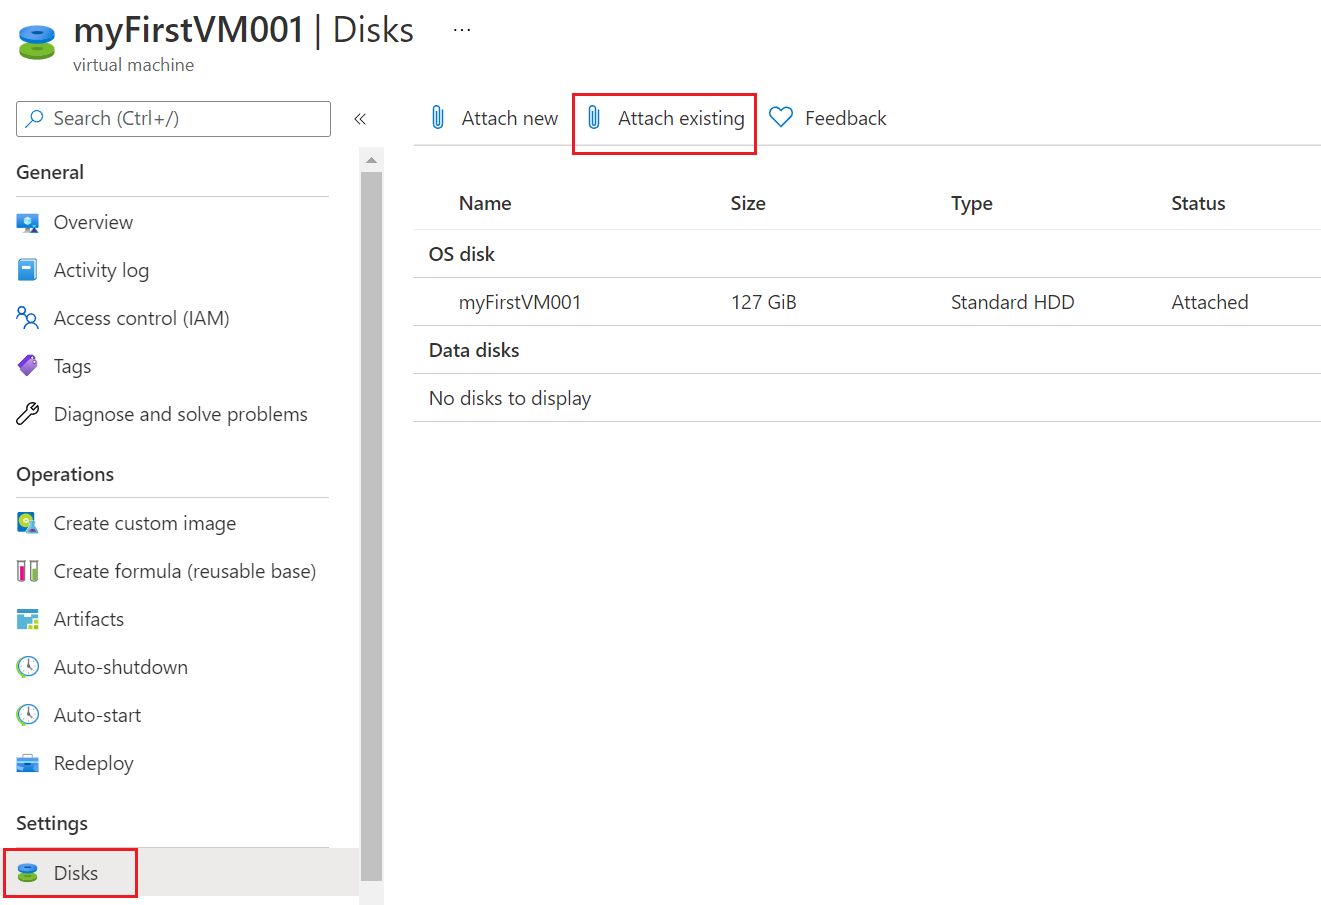 myFirstVM001 | Disks ...
virtual machine
Search (Ctrl+/)
«
Attach new
Attach existing
Feedback
General
Overview
Activity log
Access control (IAM)
Tags
Diagnose and solve problems
Operations
Create custom image
Create formula (reusable base)
Artifacts
Auto-shutdown
Auto-start
Redeploy
Settings
Disks
Name Size Type Status
OS disk
myFirstVM001 127 GiB Standard HDD Attached
Data disks
No disks to display